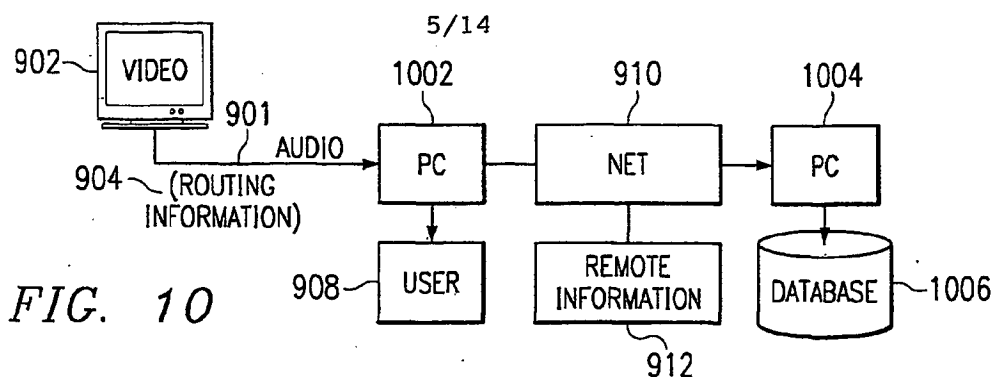 5/14
902
VIDEO
901
AUDIO
904
(ROUTING
INFORMATION)
1002
PC
910
NET
1004
PC
908
USER
REMOTE
INFORMATION
912
DATABASE
1006
FIG. 10